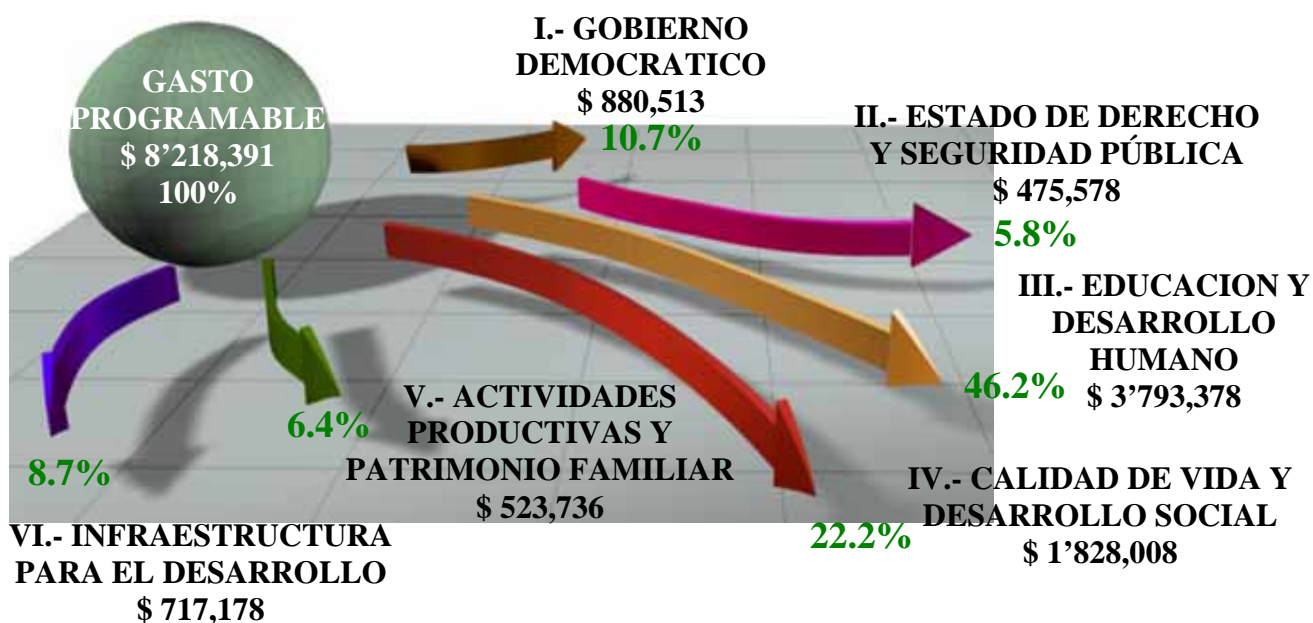 GASTO
PROGRAMABLE
$ 8’218,391
100%
I.- GOBIERNO
DEMOCRATICO
$ 880,513
10.7%
II.- ESTADO DE DERECHO
Y SEGURIDAD PÚBLICA
$ 475,578
5.8%
III.- EDUCACION Y
DESARROLLO
HUMANO
$ 3’793,378
46.2%
IV.- CALIDAD DE VIDA Y
DESARROLLO SOCIAL
$ 1’828,008
22.2%
V.- ACTIVIDADES
PRODUCTIVAS Y
PATRIMONIO FAMILIAR
$ 523,736
6.4%
VI.- INFRAESTRUCTURA
PARA EL DESARROLLO
$ 717,178
8.7%